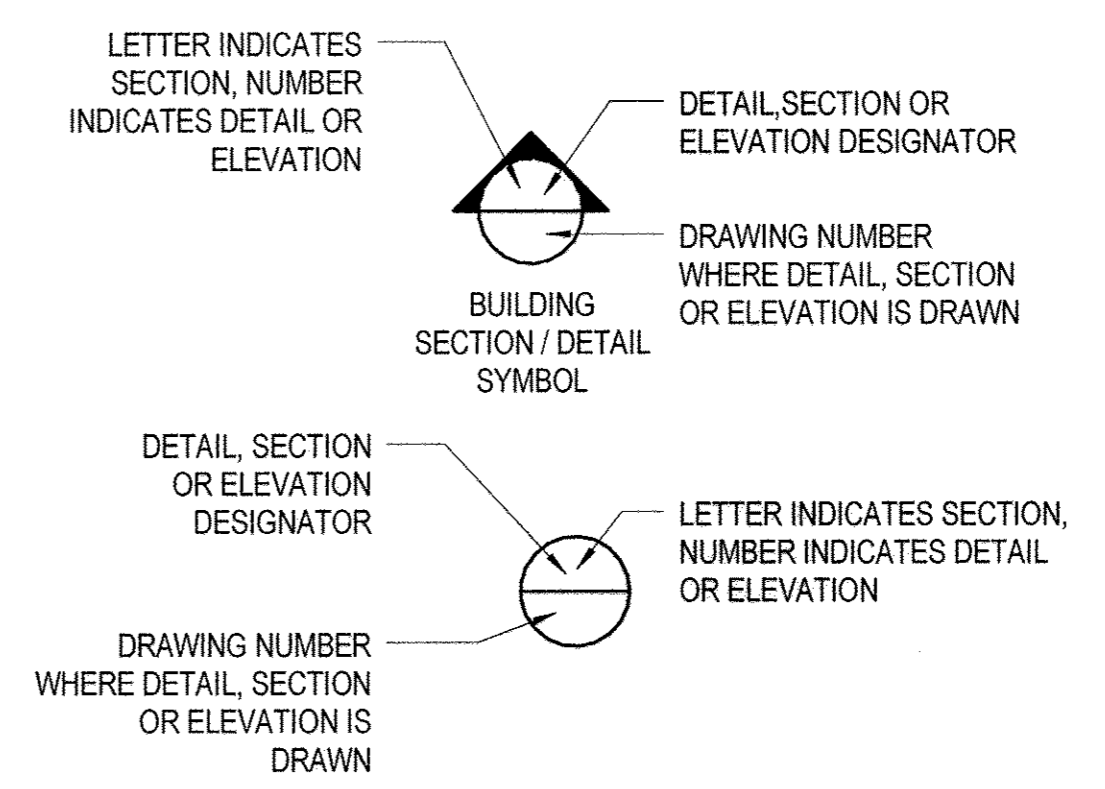 LETTER INDICATES
SECTION, NUMBER
INDICATES DETAIL OR
ELEVATION
DETAIL,SECTION OR
ELEVATION DESIGNATOR
DRAWING NUMBER
WHERE DETAIL, SECTION
OR ELEVATION IS DRAWN
BUILDING
SECTION / DETAIL
SYMBOL
DETAIL, SECTION
OR ELEVATION
DESIGNATOR
LETTER INDICATES SECTION,
NUMBER INDICATES DETAIL
OR ELEVATION
DRAWING NUMBER
WHERE DETAIL, SECTION
OR ELEVATION IS
DRAWN